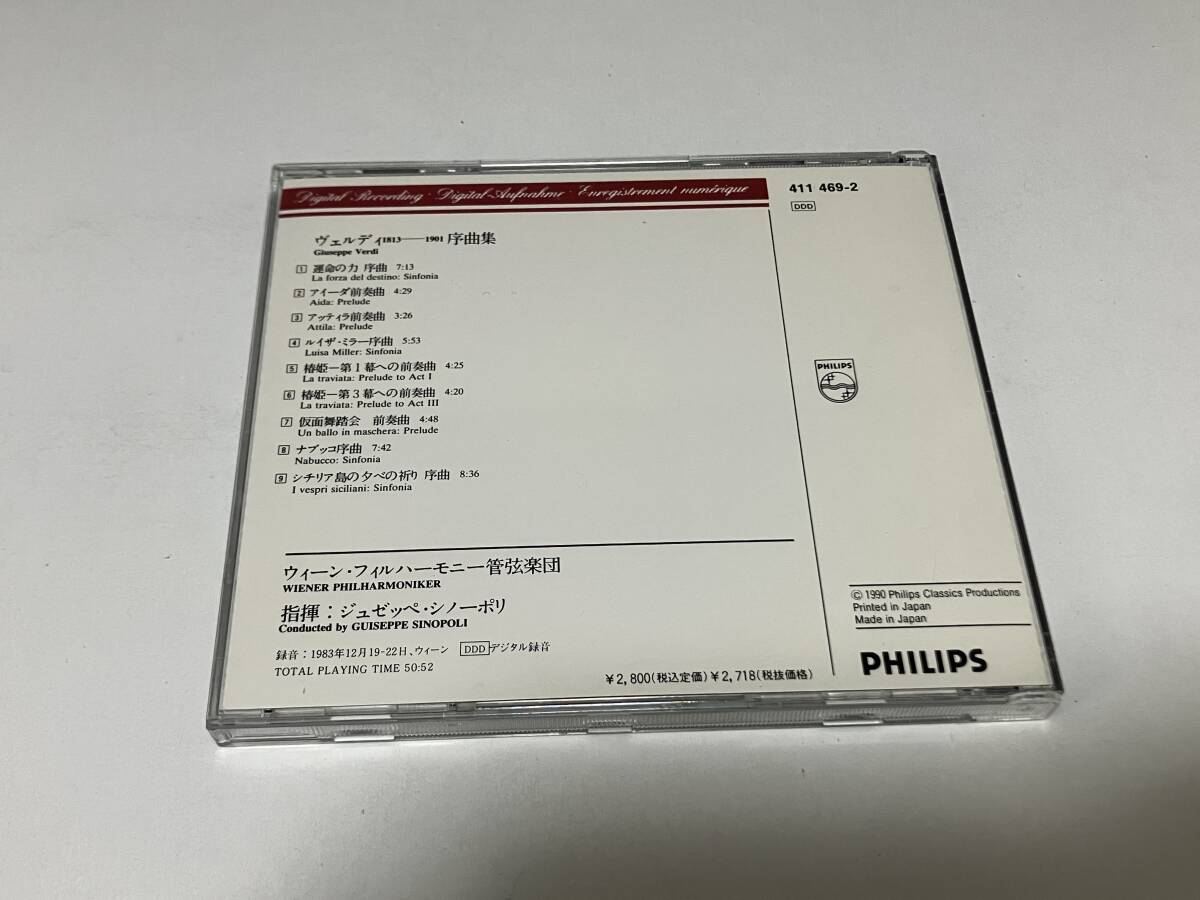 Digital Recording · Digital-Aufnahme · Enregistrement numérique
411 469-2
DDD
ヴェルディ1813──1901 序曲集
Giuseppe Verdi
1 運命の力 序曲 7:13
La forza del destino: Sinfonia
2 アイーダ前奏曲 4:29
Aida: Prelude
3 アッティラ前奏曲 3:26
Attila: Prelude
4 ルイザ・ミラー序曲 5:53
Luisa Miller: Sinfonia
5 椿姫－第1幕への前奏曲 4:25
La traviata: Prelude to Act I
6 椿姫－第3幕への前奏曲 4:20
La traviata: Prelude to Act III
7 仮面舞踏会 前奏曲 4:48
Un ballo in maschera: Prelude
8 ナブッコ序曲 7:42
Nabucco: Sinfonia
9 シチリア島の夕べの祈り 序曲 8:36
I vespri siciliani: Sinfonia
PHILIPS
ウィーン・フィルハーモニー管弦楽団
WIENER PHILHARMONIKER
指揮：ジュゼッペ・シノーポリ
Conducted by GUISEPPE SINOPOLI
録音：1983年12月19-22日、ウィーン DDD デジタル録音
TOTAL PLAYING TIME 50:52
¥2,800(税込定価)¥2,718(税抜価格)
© 1990 Philips Classics Productions
Printed in Japan
Made in Japan
PHILIPS